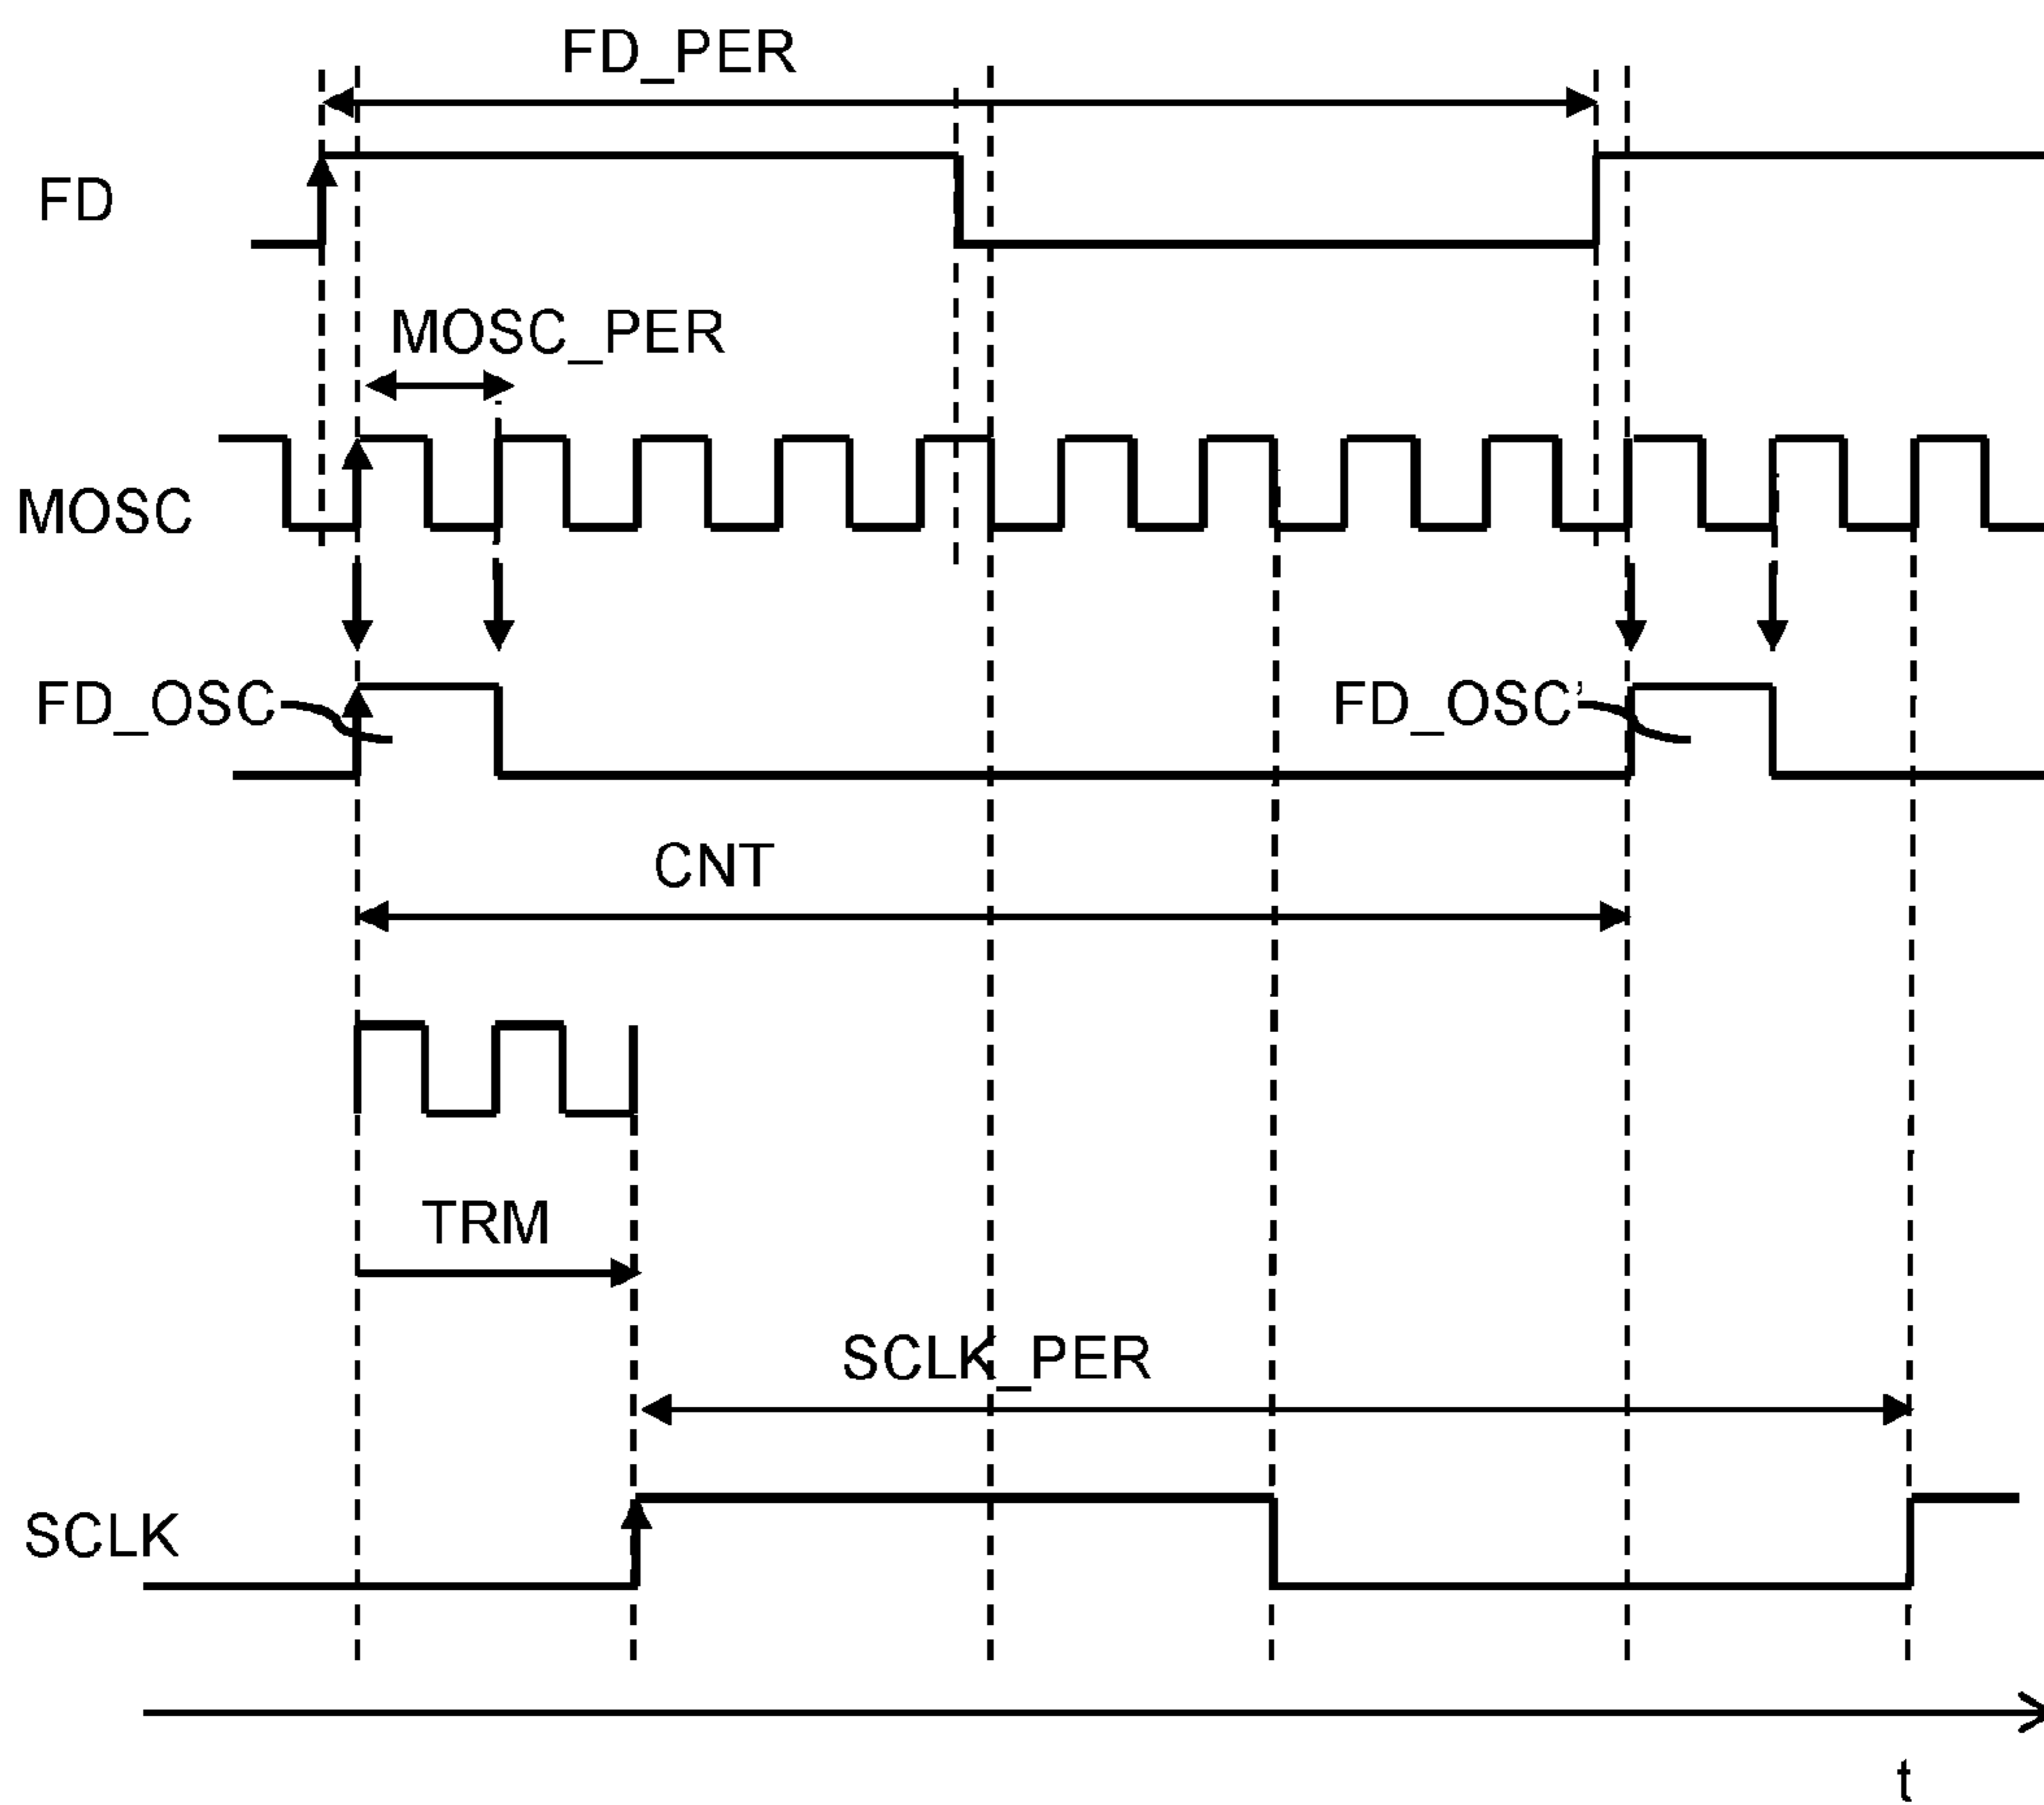 FD_PER
FD
MOSC_PER
MOSC
FD_OSC
FD_OSC'
CNT
TRM
SCLK_PER
SCLK
t